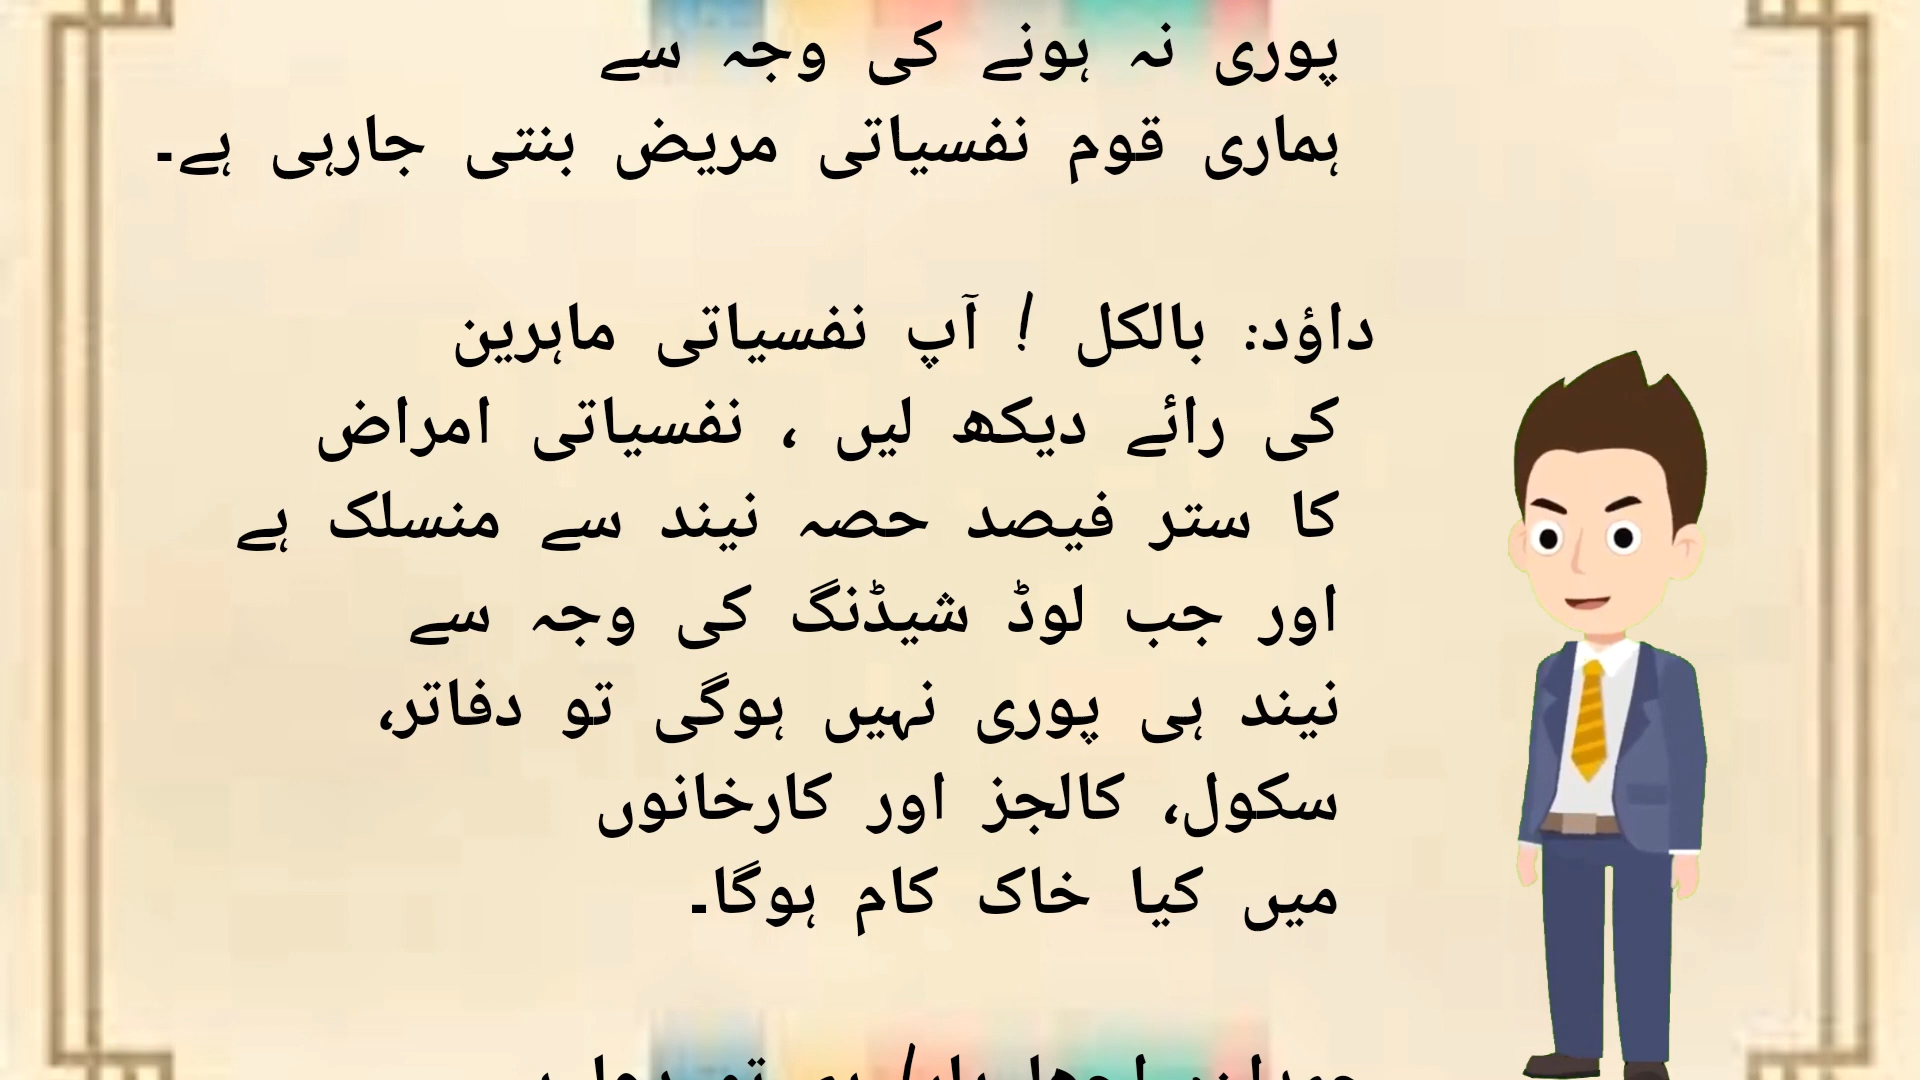 پوری نہ ہونے کی وجہ سے
ہماری قوم نفسیاتی مریض بنتی جارہی ہے۔
داؤد: بالکل ! آپ نفسیاتی ماہرین
کی رائے دیکھ لیں ، نفسیاتی امراض
کا ستر فیصد حصہ نیند سے منسلک ہے
اور جب لوڈ شیڈنگ کی وجہ سے
نیند ہی پوری نہیں ہوگی تو دفاتر،
سکول، کالجز اور کارخانوں
میں کیا خاک کام ہوگا۔